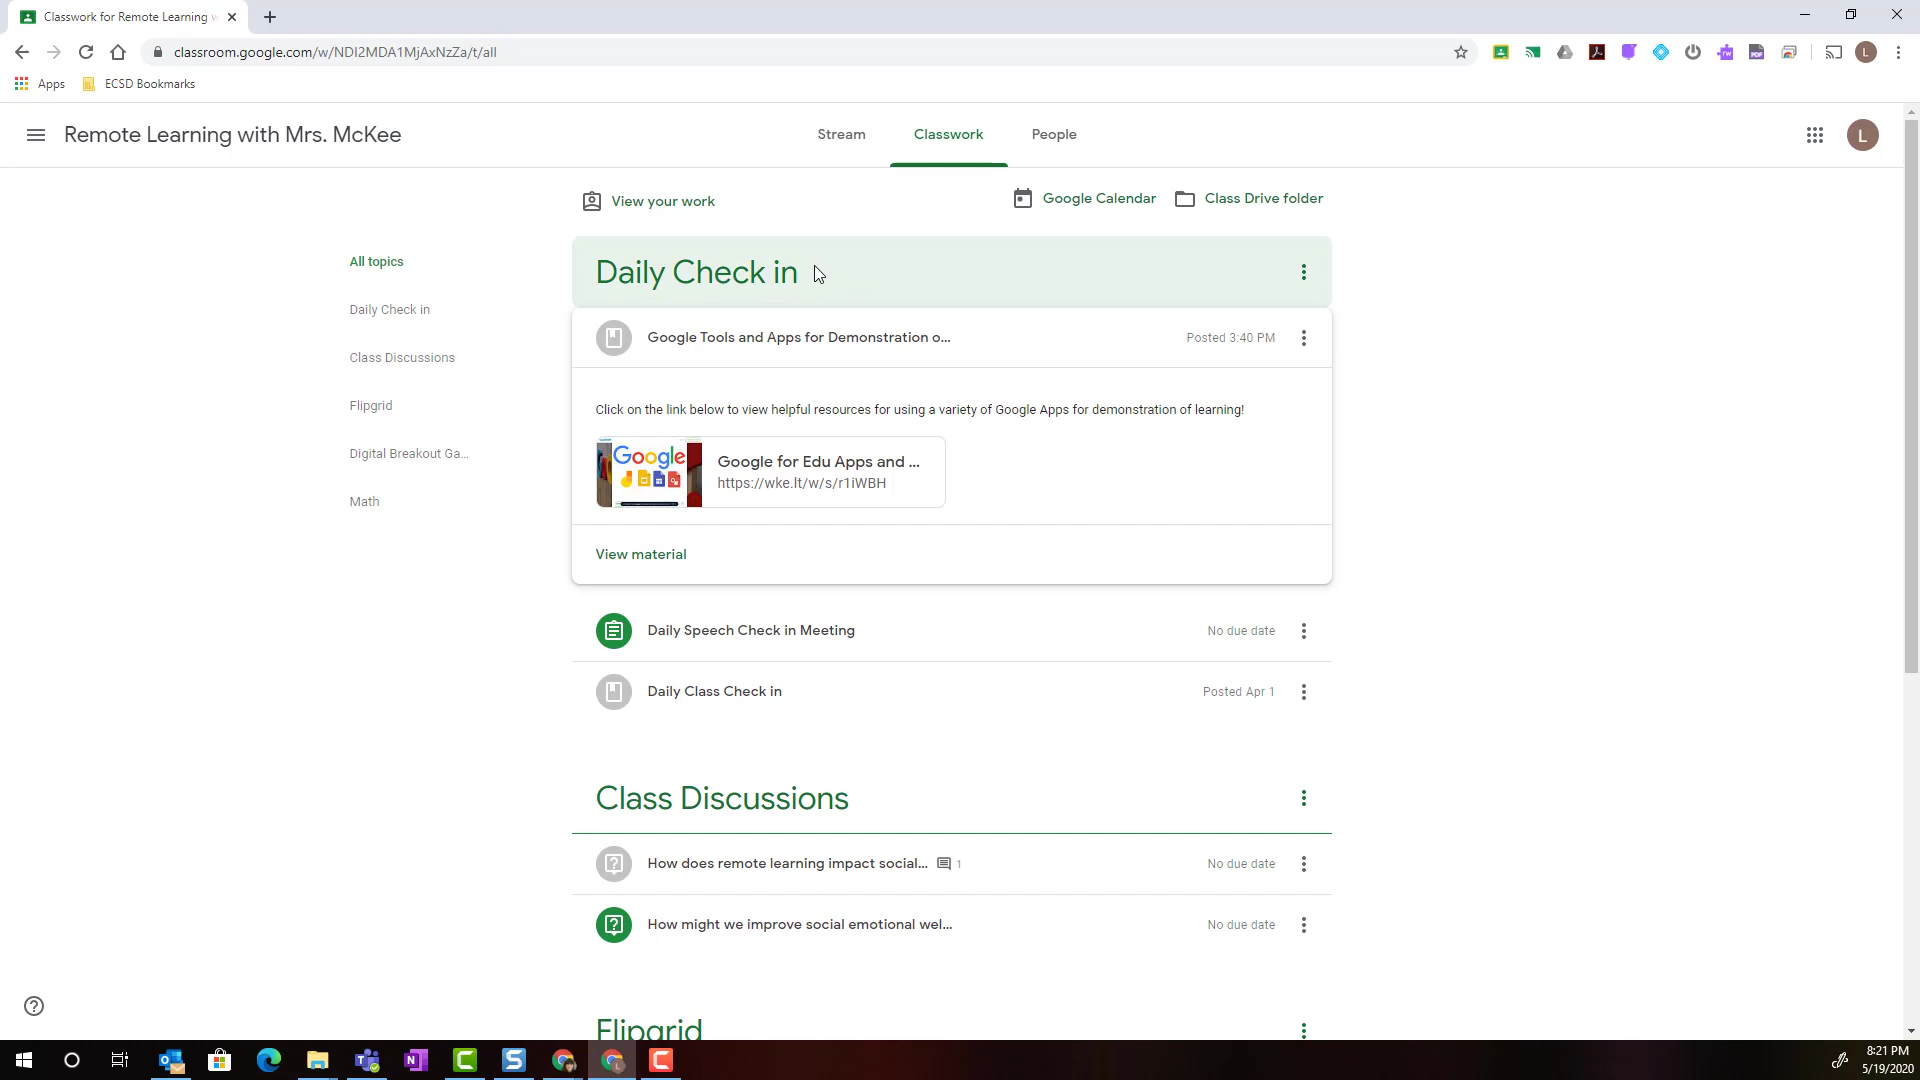 Classwork for Remote Learning w
classroom.google.com/w/NDI2MDA1MjAxNzZa/t/all
Apps
ECSD Bookmarks
Remote Learning with Mrs. McKee
Stream
Classwork
People
L
View your work
Google Calendar
Class Drive folder
All topics
Daily Check in
Class Discussions
Flipgrid
Digital Breakout Ga...
Math
Daily Check in
Google Tools and Apps for Demonstration o...
Posted 3:40 PM
Click on the link below to view helpful resources for using a variety of Google Apps for demonstration of learning!
Google
Google for Edu Apps and ...
https://wke.lt/w/s/r1iWBH
View material
Daily Speech Check in Meeting
No due date
Daily Class Check in
Posted Apr 1
Class Discussions
How does remote learning impact social...
1
No due date
How might we improve social emotional wel...
No due date
Flipgrid
8:21 PM
5/19/2020